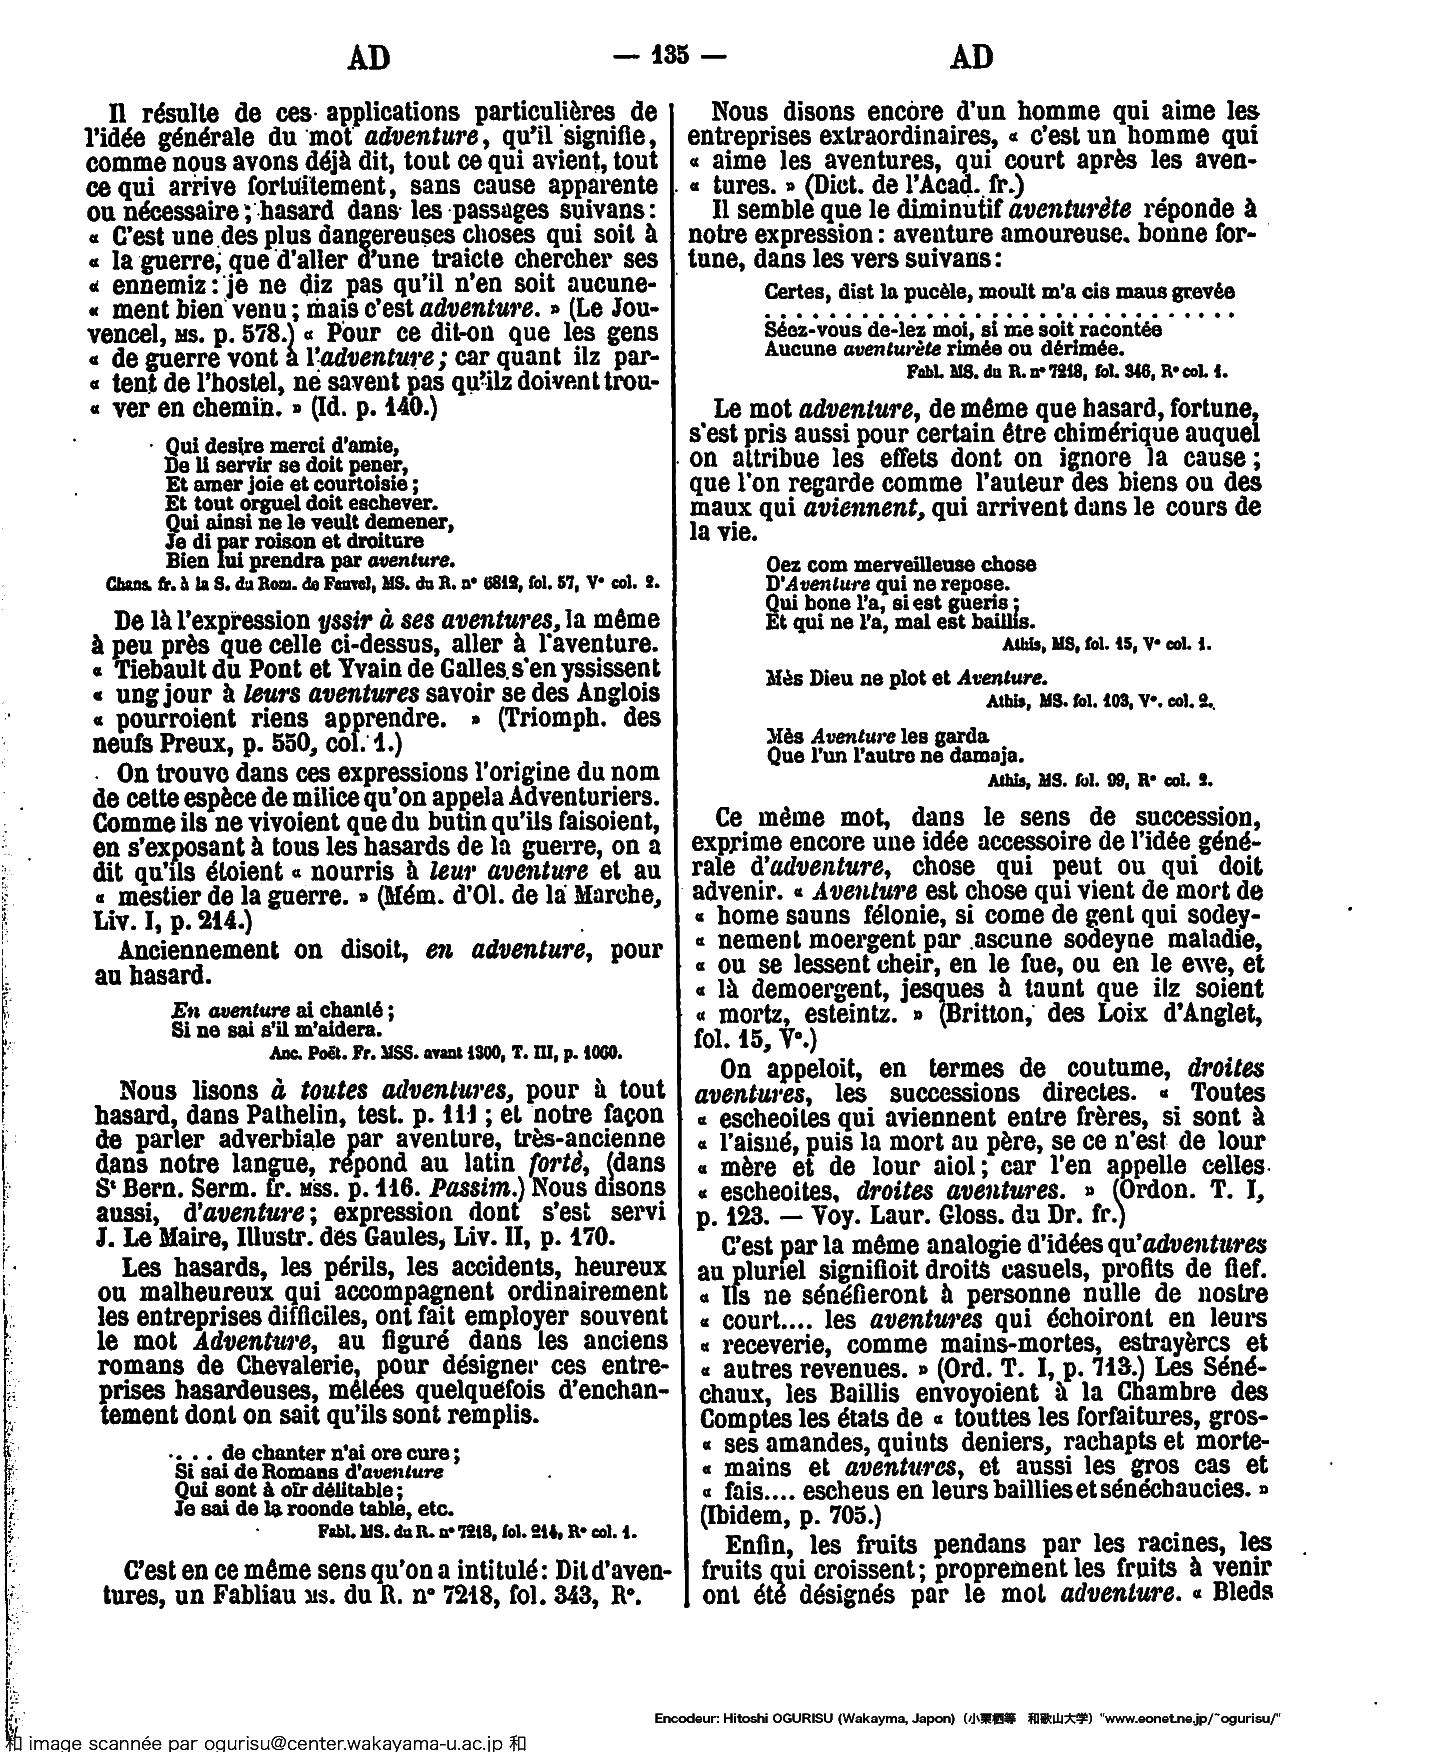 AD — 135 — AD
Il résulte de ces applications particulières de
l'idée générale du mot adventure, qu'il signifie,
comme nous avons déjà dit, tout ce qui avient, tout
ce qui arrive fortuitement, sans cause apparente
ou nécessaire; hasard dans les passages suivans:
« C'est une des plus dangereuses choses qui soit à
« la guerre, que d'aller d'une traicte chercher ses
« ennemiz: je ne diz pas qu'il n'en soit aucune-
« ment bien venu; mais c'est adventure. » (Le Jou-
vencel, MS. p. 578.) « Pour ce dit-on que les gens
« de guerre vont à l'adventure; car quant ilz par-
« tent de l'hostel, ne savent pas qu'ilz doivent trou-
« ver en chemin. » (Id. p. 140.)
Qui desire merci d'amie,
De li servir se doit pener,
Et amer joie et courtoisie;
Et tout orguel doit eschever.
Qui ainsi ne le veult demener,
Je di par roison et droiture
Bien lui prendra par aventure.
Chans. fr. à la S. du Rom. de Fauvel, MS. du R. n° 6812, fol. 57, V° col. 2.
De là l'expression yssir à ses aventures, la même
à peu près que celle ci-dessus, aller à l'aventure.
« Tiebault du Pont et Yvain de Galles s'en yssissent
« ung jour à leurs aventures savoir se des Anglois
« pourroient riens apprendre. » (Triomph. des
neufs Preux, p. 550, col. 1.)
On trouve dans ces expressions l'origine du nom
de cette espèce de milice qu'on appela Adventuriers.
Comme ils ne vivoient que du butin qu'ils faisoient,
en s'exposant à tous les hasards de la guerre, on a
dit qu'ils étoient « nourris à leur aventure et au
« mestier de la guerre. » (Mém. d'Ol. de la Marche,
Liv. I, p. 214.)
Anciennement on disoit, en adventure, pour
au hasard.
En aventure ai chanté;
Si ne sai s'il m'aidera.
Anc. Poët. Fr. MSS. avant 1300, T. III, p. 1060.
Nous lisons à toutes adventures, pour à tout
hasard, dans Pathelin, test. p. 111; et notre façon
de parler adverbiale par aventure, très-ancienne
dans notre langue, répond au latin fortè, (dans
St Bern. Serm. fr. MSS. p. 116. Passim.) Nous disons
aussi, d'aventure; expression dont s'est servi
J. Le Maire, Illustr. des Gaules, Liv. II, p. 170.
Les hasards, les périls, les accidents, heureux
ou malheureux qui accompagnent ordinairement
les entreprises difficiles, ont fait employer souvent
le mot Adventure, au figuré dans les anciens
romans de Chevalerie, pour désigner ces entre-
prises hasardeuses, mêlées quelquefois d'enchan-
tement dont on sait qu'ils sont remplis.
. . . . de chanter n'ai ore cure;
Si sai de Romans d'aventure
Qui sont à oïr délitable;
Je sai de la roonde table, etc.
Fabl. MS. du R. n° 7218, fol. 214, R° col. 1.
C'est en ce même sens qu'on a intitulé: Dit d'aven-
tures, un Fabliau MS. du R. n° 7218, fol. 343, R°.
Nous disons encore d'un homme qui aime les
entreprises extraordinaires, « c'est un homme qui
« aime les aventures, qui court après les aven-
« tures. » (Dict. de l'Acad. fr.)
Il semble que le diminutif aventurète réponde à
notre expression: aventure amoureuse, bonne for-
tune, dans les vers suivans:
Certes, dist la pucèle, moult m'a cis maus grevée
. . . . . . . . . . . . . . . . . . . . . . . . . . . . . . .
Séez-vous de-lez moi, si me soit racontée
Aucune aventurète rimée ou dérimée.
Fabl. MS. du R. n° 7218, fol. 346, R° col. 1.
Le mot adventure, de même que hasard, fortune,
s'est pris aussi pour certain être chimérique auquel
on attribue les effets dont on ignore la cause;
que l'on regarde comme l'auteur des biens ou des
maux qui aviennent, qui arrivent dans le cours de
la vie.
Oez com merveilleuse chose
D'Aventure qui ne repose.
Qui bone l'a, si est gueris;
Et qui ne l'a, mal est baillis.
Athis, MS, fol. 15, V° col. 1.
Mès Dieu ne plot et Aventure.
Athis, MS. fol. 103, V°. col. 2.
Mès Aventure les garda
Que l'un l'autre ne damaja.
Athis, MS. fol. 99, R° col. 2.
Ce même mot, dans le sens de succession,
exprime encore une idée accessoire de l'idée géné-
rale d'adventure, chose qui peut ou qui doit
advenir. « Aventure est chose qui vient de mort de
« home sauns félonie, si come de gent qui sodey-
« nement moergent par ascune sodeyne maladie,
« ou se lessent cheir, en le fue, ou en le ewe, et
« là demoergent, jesques à taunt que ilz soient
« mortz, esteintz. » (Britton, des Loix d'Anglet,
fol. 15, V°.)
On appeloit, en termes de coutume, droites
aventures, les successions directes. « Toutes
« escheoites qui aviennent entre frères, si sont à
« l'aisné, puis la mort au père, se ce n'est de lour
« mère et de lour aiol; car l'en appelle celles
« escheoites, droites aventures. » (Ordon. T. I,
p. 123. — Voy. Laur. Gloss. du Dr. fr.)
C'est par la même analogie d'idées qu'adventures
au pluriel signifioit droits casuels, profits de fief.
« Ils ne sénéfieront à personne nulle de nostre
« court.... les aventures qui échoiront en leurs
« receverie, comme mains-mortes, estrayères et
« autres revenues. » (Ord. T. I, p. 713.) Les Séné-
chaux, les Baillis envoyoient à la Chambre des
Comptes les états de « touttes les forfaitures, gros-
« ses amandes, quints deniers, rachapts et morte-
« mains et aventures, et aussi les gros cas et
« fais.... escheus en leurs baillies et sénéchaucies. »
(Ibidem, p. 705.)
Enfin, les fruits pendans par les racines, les
fruits qui croissent; proprement les fruits à venir
ont été désignés par le mot adventure. « Bleds
Encodeur: Hitoshi OGURISU (Wakayma, Japon) (小栗栖等 和歌山大学) "www.eonet.ne.jp/~ogurisu/"
和 image scannée par ogurisu@center.wakayama-u.ac.jp 和